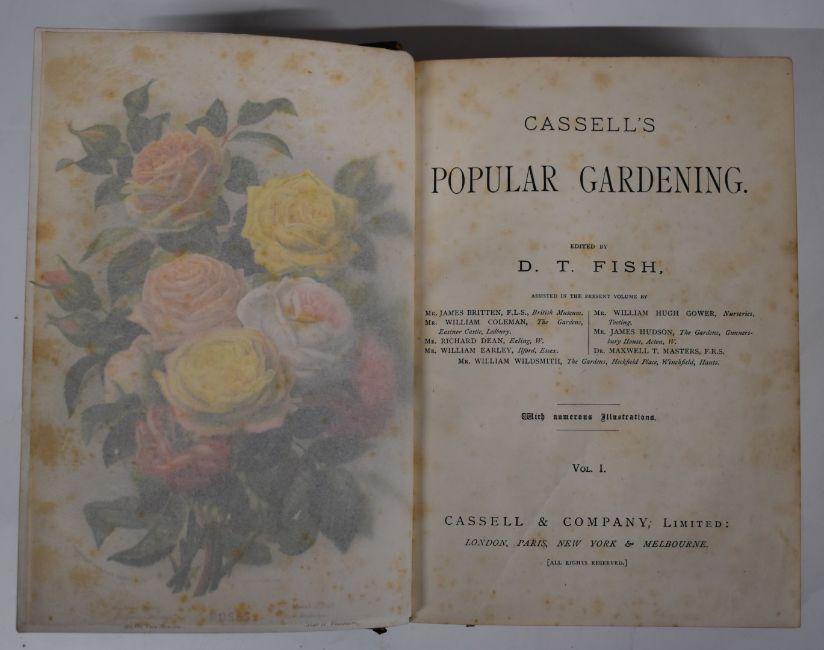 ROSES.
CASSELL'S
POPULAR GARDENING.
EDITED BY
D. T. FISH,
ASSISTED IN THE PRESENT VOLUME BY
Mr. JAMES BRITTEN, F.L.S., British Museum.
Mr. WILLIAM COLEMAN, The Gardens,
Eastnor Castle, Ledbury.
Mr. RICHARD DEAN, Ealing, W.
Mr. WILLIAM EARLEY, Ilford, Essex.
Mr. WILLIAM HUGH GOWER, Nurseries,
Tooting.
Mr. JAMES HUDSON, The Gardens, Gunners-
bury House, Acton, W.
Dr. MAXWELL T. MASTERS, F.R.S.
Mr. WILLIAM WILDSMITH, The Gardens, Heckfield Place, Winchfield, Hants.
With numerous Illustrations.
Vol. I.
CASSELL & COMPANY, Limited:
LONDON, PARIS, NEW YORK & MELBOURNE.
[ALL RIGHTS RESERVED.]